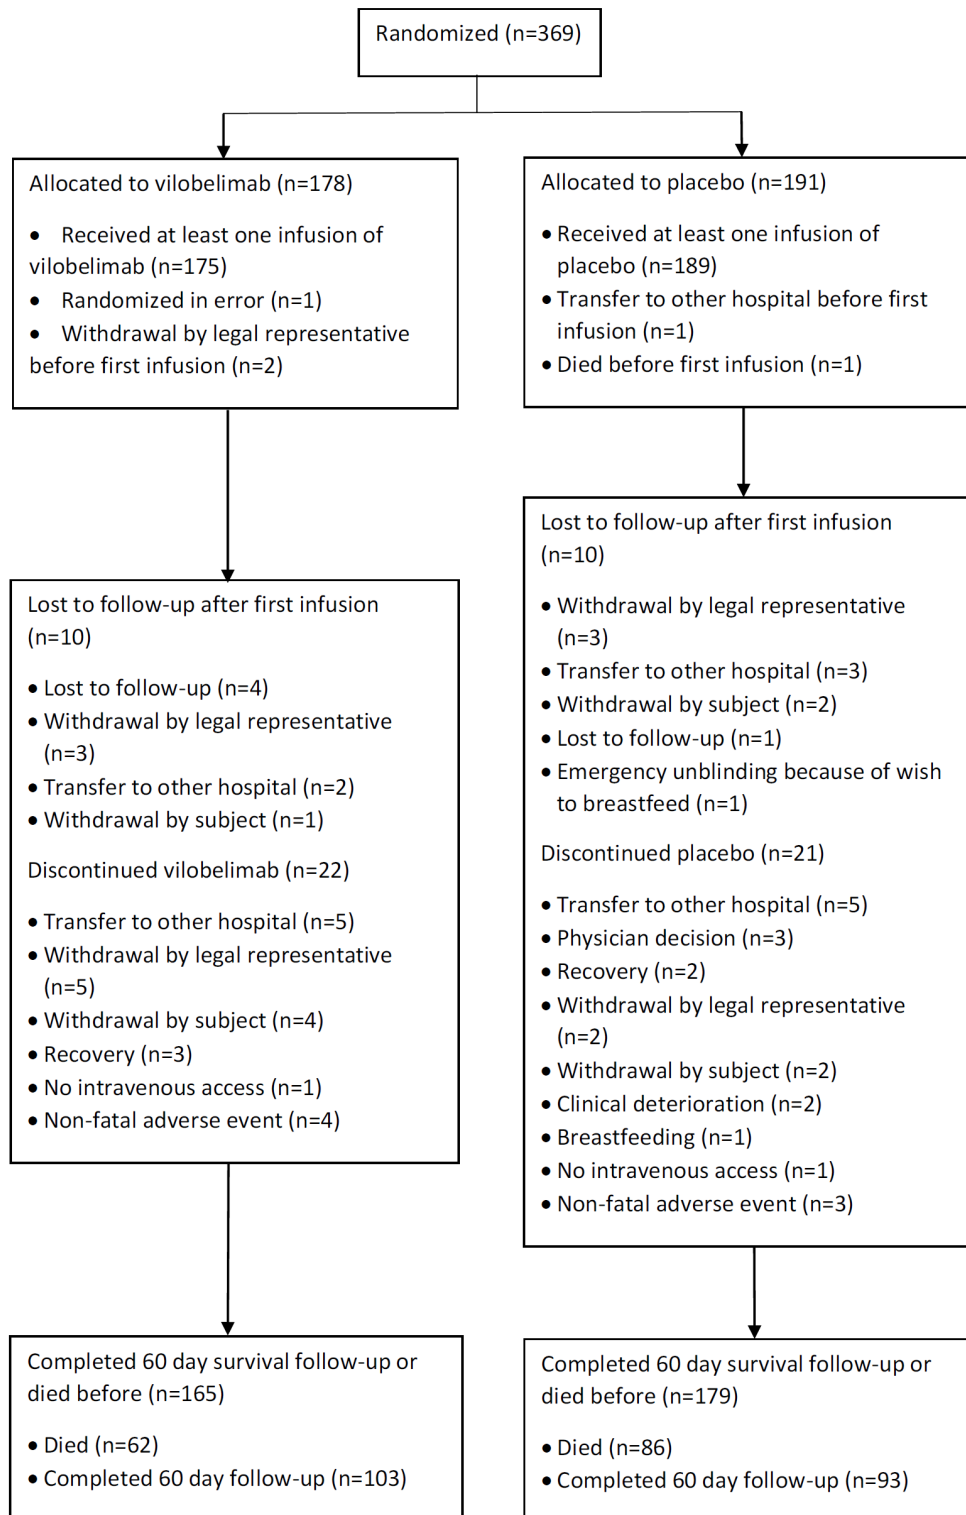 Randomized (n=369)
Allocated to vilobelimab (n=178)
• Received at least one infusion of
vilobelimab (n=175)
• Randomized in error (n=1)
• Withdrawal by legal representative
before first infusion (n=2)
Allocated to placebo (n=191)
• Received at least one infusion of
placebo (n=189)
• Transfer to other hospital before first
infusion (n=1)
• Died before first infusion (n=1)
Lost to follow-up after first infusion
(n=10)
• Lost to follow-up (n=4)
• Withdrawal by legal representative
(n=3)
• Transfer to other hospital (n=2)
• Withdrawal by subject (n=1)
Discontinued vilobelimab (n=22)
• Transfer to other hospital (n=5)
• Withdrawal by legal representative
(n=5)
• Withdrawal by subject (n=4)
• Recovery (n=3)
• No intravenous access (n=1)
• Non-fatal adverse event (n=4)
Lost to follow-up after first infusion
(n=10)
• Withdrawal by legal representative
(n=3)
• Transfer to other hospital (n=3)
• Withdrawal by subject (n=2)
• Lost to follow-up (n=1)
• Emergency unblinding because of wish
to breastfeed (n=1)
Discontinued placebo (n=21)
• Transfer to other hospital (n=5)
• Physician decision (n=3)
• Recovery (n=2)
• Withdrawal by legal representative
(n=2)
• Withdrawal by subject (n=2)
• Clinical deterioration (n=2)
• Breastfeeding (n=1)
• No intravenous access (n=1)
• Non-fatal adverse event (n=3)
Completed 60 day survival follow-up or
died before (n=165)
• Died (n=62)
• Completed 60 day follow-up (n=103)
Completed 60 day survival follow-up or
died before (n=179)
• Died (n=86)
• Completed 60 day follow-up (n=93)